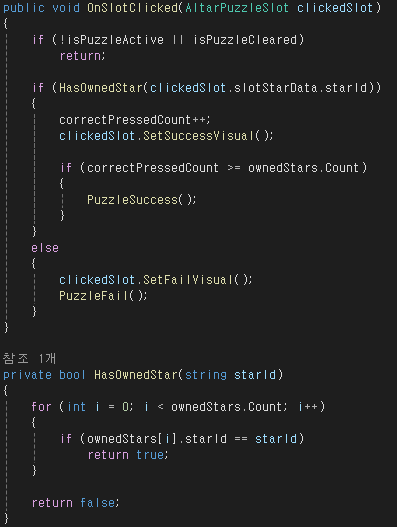 public void OnSlotClicked(AltarPuzzleSlot clickedSlot)
{
    if (!isPuzzleActive || isPuzzleCleared)
        return;

    if (HasOwnedStar(clickedSlot.slotStarData.starId))
    {
        correctPressedCount++;
        clickedSlot.SetSuccessVisual();

        if (correctPressedCount >= ownedStars.Count)
        {
            PuzzleSuccess();
        }
    }
    else
    {
        clickedSlot.SetFailVisual();
        PuzzleFail();
    }
}

참조 1개
private bool HasOwnedStar(string starId)
{
    for (int i = 0; i < ownedStars.Count; i++)
    {
        if (ownedStars[i].starId == starId)
            return true;
    }

    return false;
}